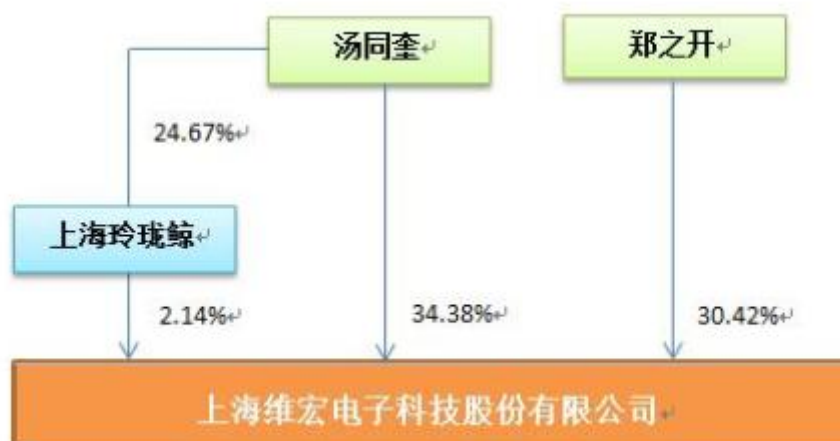 汤同奎
郑之开
24.67%
上海玲珑鲸
2.14%
34.38%
30.42%
上海维宏电子科技股份有限公司